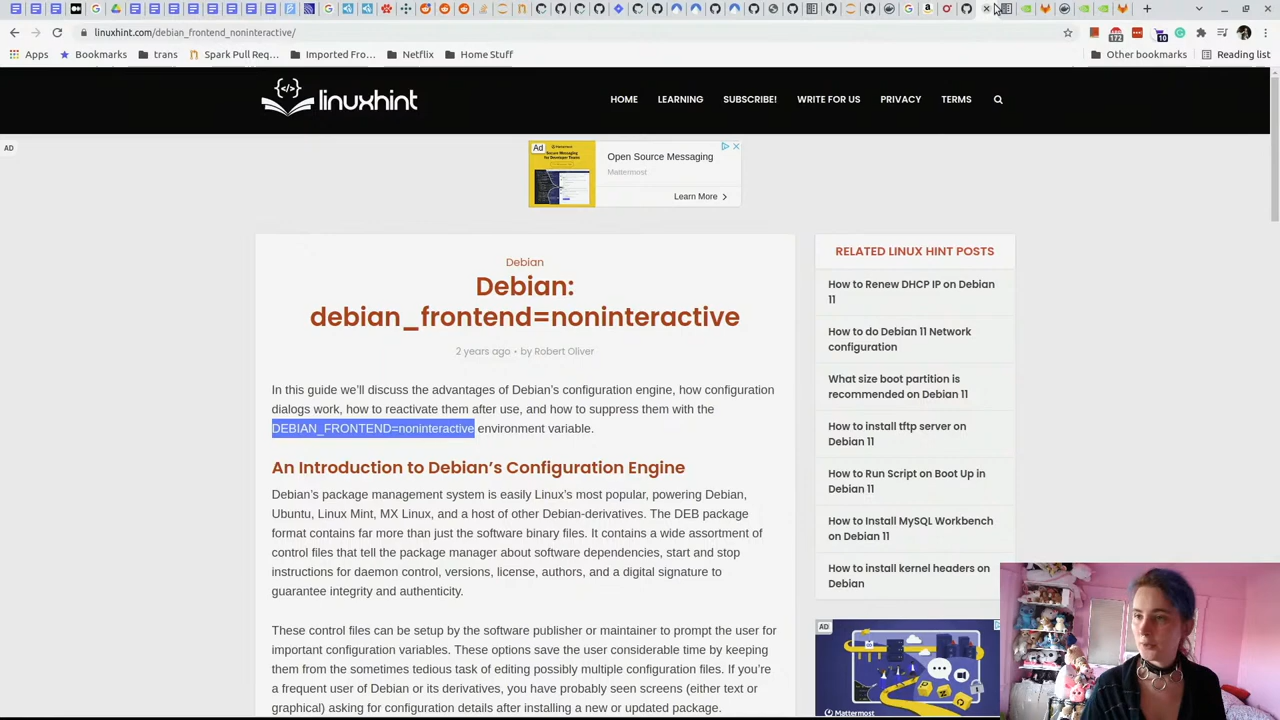 linuxhint.com/debian_frontend_noninteractive/
Apps
Bookmarks
trans
Spark Pull Req...
Imported Fro...
Netflix
Home Stuff
172
10
Other bookmarks
Reading list
linuxhint
HOME
LEARNING
SUBSCRIBE!
WRITE FOR US
PRIVACY
TERMS
AD
Ad
Open Source Messaging
Mattermost
Learn More
Debian
Debian:
debian_frontend=noninteractive
2 years ago • by Robert Oliver
In this guide we'll discuss the advantages of Debian's configuration engine, how configuration
dialogs work, how to reactivate them after use, and how to suppress them with the
DEBIAN_FRONTEND=noninteractive environment variable.
An Introduction to Debian's Configuration Engine
Debian's package management system is easily Linux's most popular, powering Debian,
Ubuntu, Linux Mint, MX Linux, and a host of other Debian-derivatives. The DEB package
format contains far more than just the software binary files. It contains a wide assortment of
control files that tell the package manager about software dependencies, start and stop
instructions for daemon control, versions, license, authors, and a digital signature to
guarantee integrity and authenticity.
These control files can be setup by the software publisher or maintainer to prompt the user for
important configuration variables. These options save the user considerable time by keeping
them from the sometimes tedious task of editing possibly multiple configuration files. If you're
a frequent user of Debian or its derivatives, you have probably seen screens (either text or
graphical) asking for configuration details after installing a new or updated package.
RELATED LINUX HINT POSTS
How to Renew DHCP IP on Debian
11
How to do Debian 11 Network
configuration
What size boot partition is
recommended on Debian 11
How to install tftp server on
Debian 11
How to Run Script on Boot Up in
Debian 11
How to Install MySQL Workbench
on Debian 11
How to install kernel headers on
Debian
AD
Mattermost